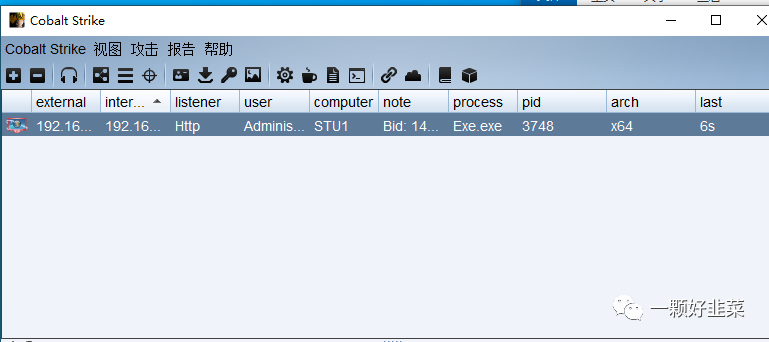 Cobalt Strike
Cobalt Strike 视图 攻击 报告 帮助
external inter... listener user computer note process pid arch last
192.16... 192.16... Http Adminis... STU1 Bid: 14... Exe.exe 3748 x64 6s
一颗好韭菜